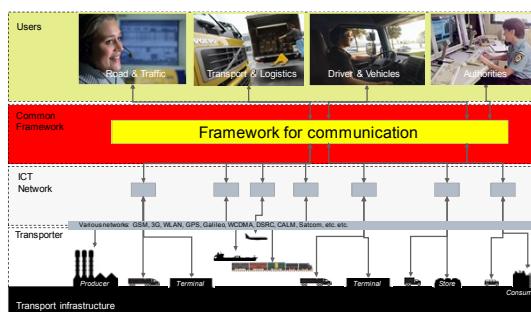 Users
Road & Traffic
Transport & Logistics
Driver & Vehicles
Authorities
Common
Framework
Framework for communication
ICT
Network
Various networks: GSM, 3G, WLAN, GPS, Galileo, WCDMA, DSRC, CALM, Satcom, etc. etc.
Transporter
Producer
Terminal
Terminal
Store
Consum
Transport infrastructure